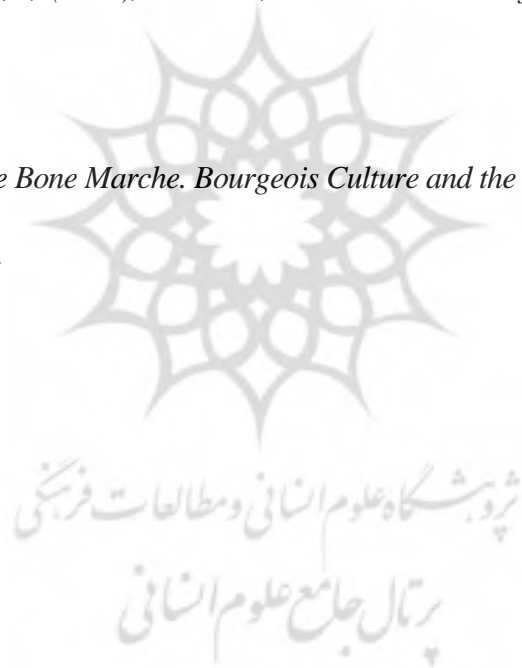 e Bone Marche. Bourgeois Culture and the
پژوهشگاه علوم انسانی و مطالعات فرهنگی
پرتال جامع علوم انسانی